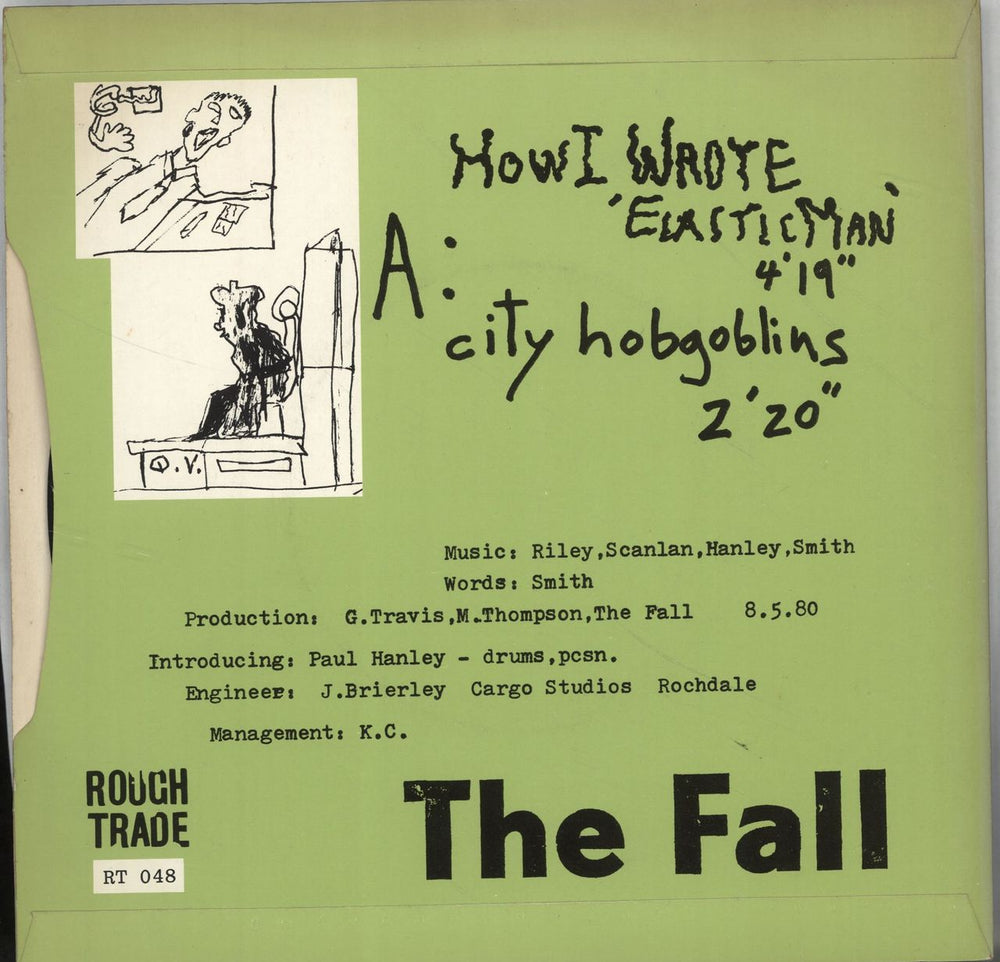 How I WROTE
'ELASTIC MAN'
4'19"
A:
city hobgoblins
2'20"
Q.V.
Music: Riley,Scanlan,Hanley,Smith
Words: Smith
Production: G.Travis,M.Thompson,The Fall 8.5.80
Introducing: Paul Hanley - drums,pcsn.
Engineer: J.Brierley Cargo Studios Rochdale
Management: K.C.
ROUGH
TRADE
RT 048
The Fall